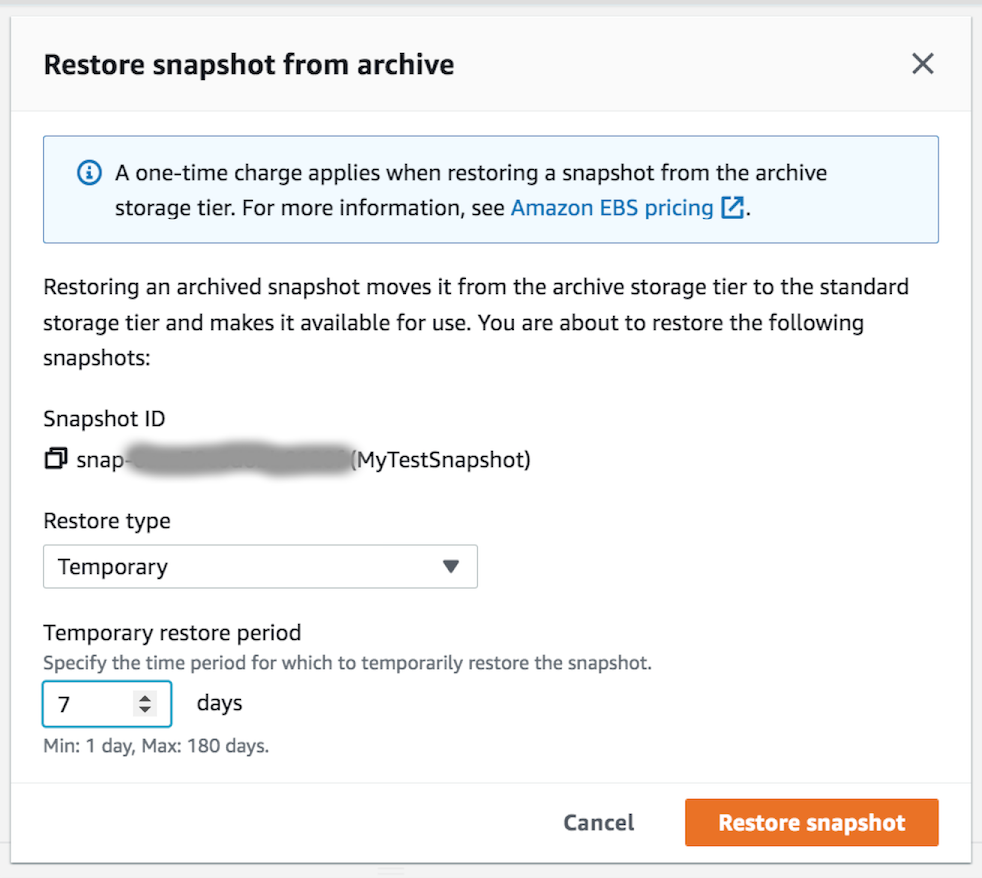 Restore snapshot from archive
A one-time charge applies when restoring a snapshot from the archive
storage tier. For more information, see Amazon EBS pricing.
Restoring an archived snapshot moves it from the archive storage tier to the standard
storage tier and makes it available for use. You are about to restore the following
snapshots:
Snapshot ID
snap- (MyTestSnapshot)
Restore type
Temporary
Temporary restore period
Specify the time period for which to temporarily restore the snapshot.
7 days
Min: 1 day, Max: 180 days.
Cancel Restore snapshot